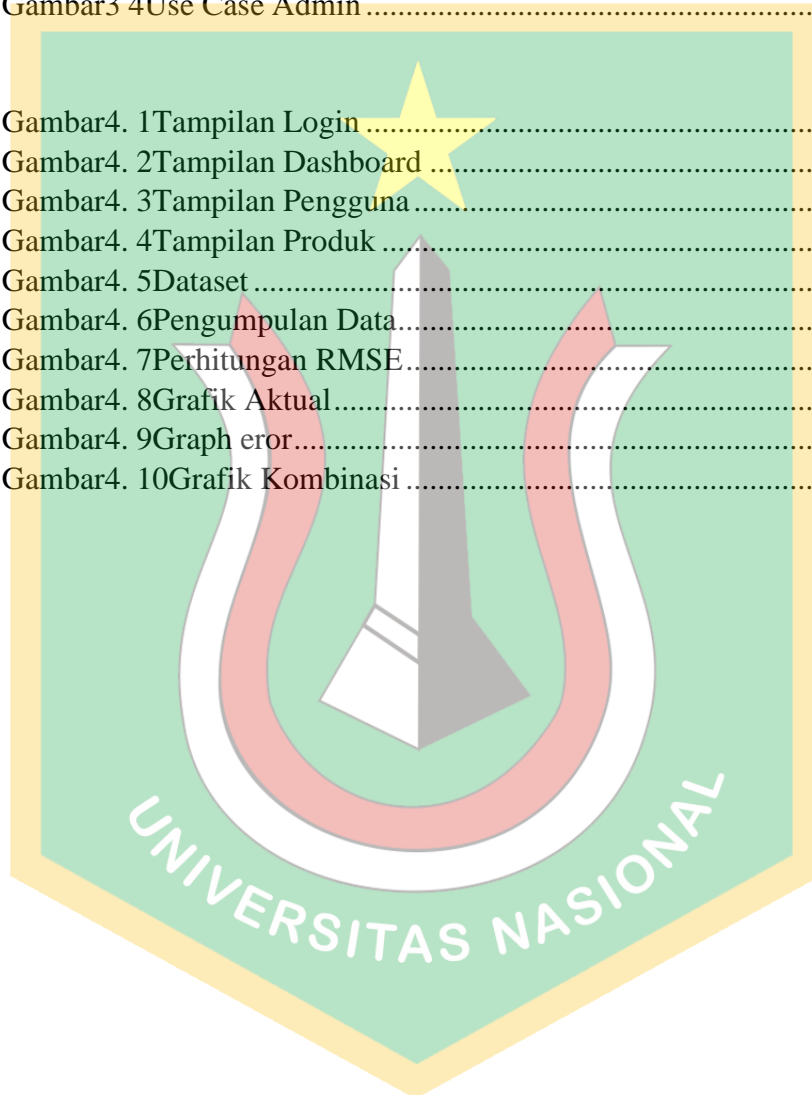 Gambar3 4Use Case Admin ........................................................
Gambar4. 1Tampilan Login ........................................................
Gambar4. 2Tampilan Dashboard ................................................
Gambar4. 3Tampilan Pengguna ..................................................
Gambar4. 4Tampilan Produk ......................................................
Gambar4. 5Dataset ......................................................................
Gambar4. 6Pengumpulan Data ....................................................
Gambar4. 7Perhitungan RMSE ...................................................
Gambar4. 8Grafik Aktual ............................................................
Gambar4. 9Graph eror .................................................................
Gambar4. 10Grafik Kombinasi ...................................................
UNIVERSITAS NASIONAL